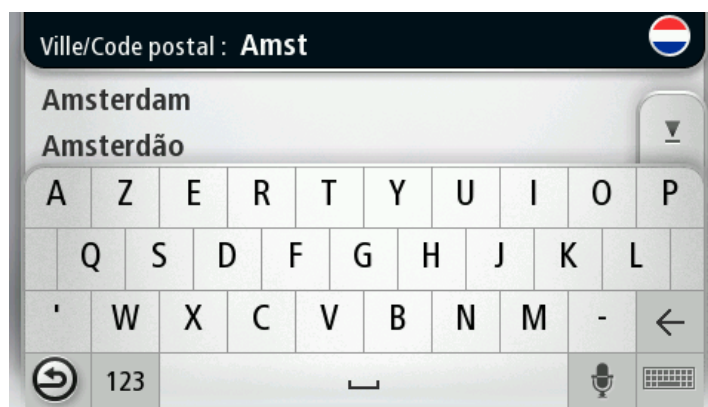 Ville/Code postal : Amst
Amsterdam
Amsterdão
A Z E R T Y U I O P
Q S D F G H J K L
' W X C V B N M -
123